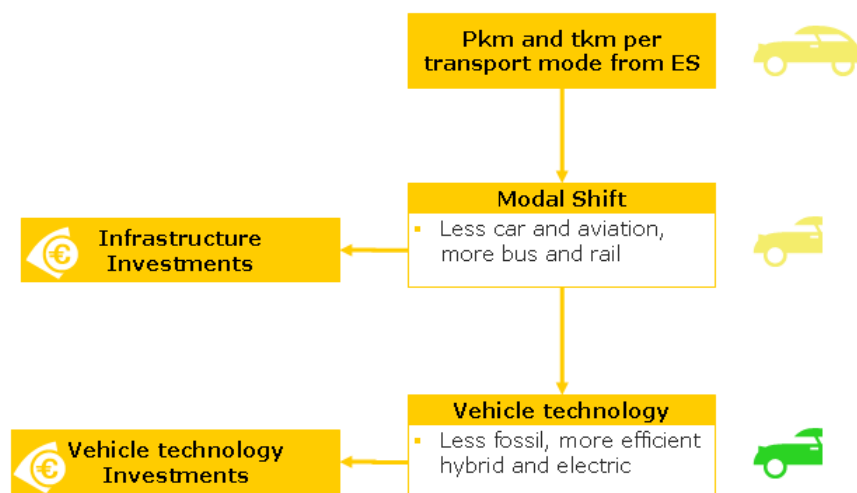 Pkm and tkm per
transport mode from ES
Modal Shift
▪ Less car and aviation,
more bus and rail
Infrastructure
Investments
€
Vehicle technology
▪ Less fossil, more efficient
hybrid and electric
Vehicle technology
Investments
€